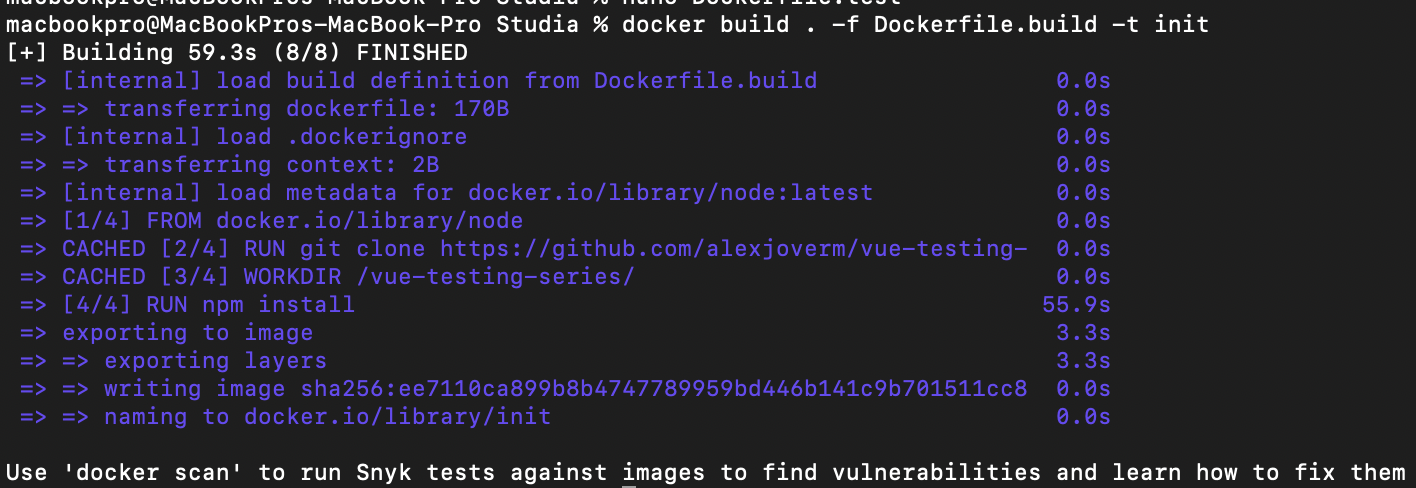 macbookpro@MacBookPros-MacBook-Pro Studia % nano Dockerfile.test
macbookpro@MacBookPros-MacBook-Pro Studia % docker build . -f Dockerfile.build -t init
[+] Building 59.3s (8/8) FINISHED
=> [internal] load build definition from Dockerfile.build 0.0s
=> => transferring dockerfile: 170B 0.0s
=> [internal] load .dockerignore 0.0s
=> => transferring context: 2B 0.0s
=> [internal] load metadata for docker.io/library/node:latest 0.0s
=> [1/4] FROM docker.io/library/node 0.0s
=> CACHED [2/4] RUN git clone https://github.com/alexjoverm/vue-testing- 0.0s
=> CACHED [3/4] WORKDIR /vue-testing-series/ 0.0s
=> [4/4] RUN npm install 55.9s
=> exporting to image 3.3s
=> => exporting layers 3.3s
=> => writing image sha256:ee7110ca899b8b4747789959bd446b141c9b701511cc8 0.0s
=> => naming to docker.io/library/init 0.0s
Use 'docker scan' to run Snyk tests against images to find vulnerabilities and learn how to fix them